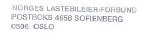 NORGES LASTEBILEIER-FORBUND
POSTBOKS 4658 SOFIENBERG
0506 OSLO